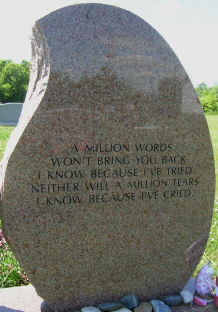 A MILLION WORDS
WON'T BRING YOU BACK
I KNOW BECAUSE I'VE TRIED.
NEITHER WILL A MILLION TEARS
I KNOW BECAUSE I'VE CRIED.